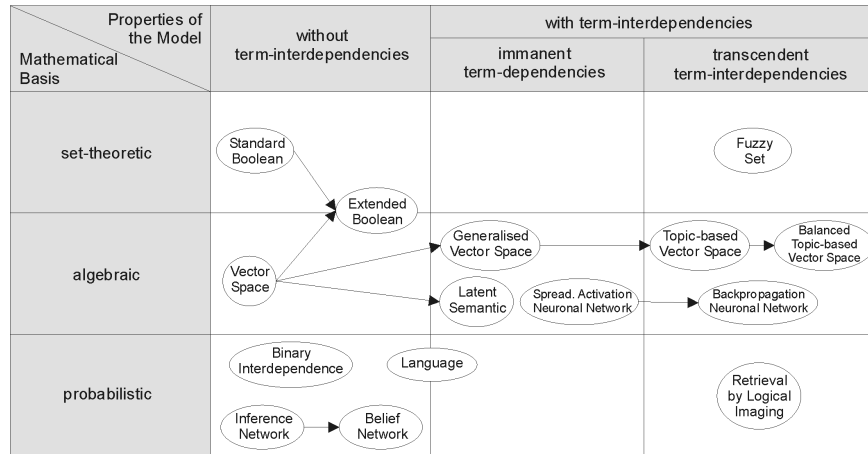 Properties of
the Model
Mathematical
Basis
without
term-interdependencies
with term-interdependencies
immanent
term-dependencies
transcendent
term-interdependencies
set-theoretic
Standard
Boolean
Extended
Boolean
Fuzzy
Set
algebraic
Vector
Space
Generalised
Vector Space
Topic-based
Vector Space
Balanced
Topic-based
Vector Space
Latent
Semantic
Spread. Activation
Neuronal Network
Backpropagation
Neuronal Network
probabilistic
Binary
Interdependence
Language
Inference
Network
Belief
Network
Retrieval
by Logical
Imaging